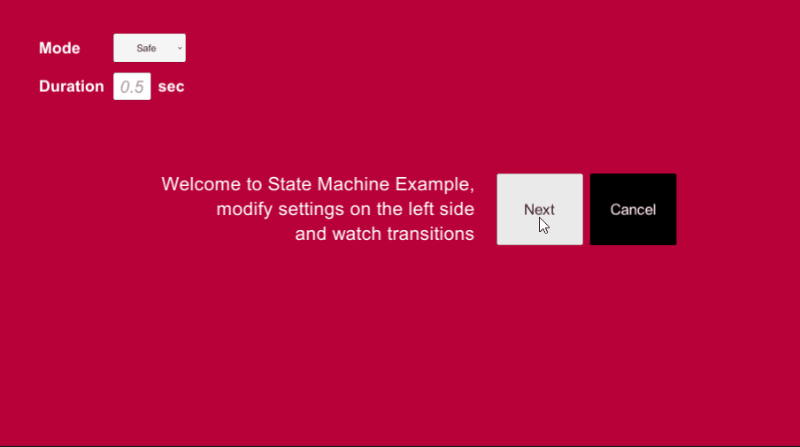 Mode Safe
Duration 0.5 sec
Welcome to State Machine Example,
modify settings on the left side
and watch transitions
Next
Cancel